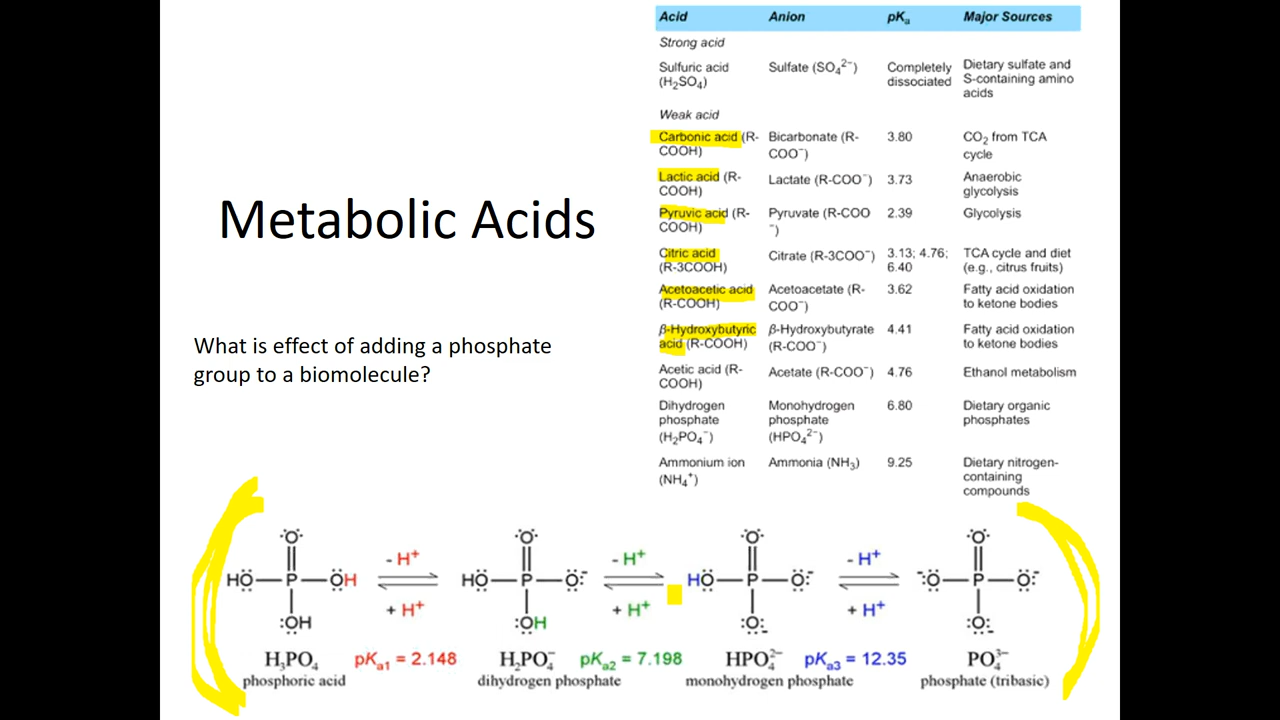 Acid Anion pKa Major Sources
Strong acid
Sulfuric acid Sulfate (SO₄²⁻) Completely Dietary sulfate and
(H₂SO₄) dissociated S-containing amino
acids
Weak acid
Carbonic acid (R- Bicarbonate (R- 3.80 CO₂ from TCA
COOH) COO⁻) cycle
Lactic acid (R- Lactate (R-COO⁻) 3.73 Anaerobic
COOH) glycolysis
Pyruvic acid (R- Pyruvate (R-COO 2.39 Glycolysis
COOH) ⁻)
Citric acid Citrate (R-3COO⁻) 3.13; 4.76; TCA cycle and diet
(R-3COOH) 6.40 (e.g., citrus fruits)
Acetoacetic acid Acetoacetate (R- 3.62 Fatty acid oxidation
(R-COOH) COO⁻) to ketone bodies
β-Hydroxybutyric β-Hydroxybutyrate 4.41 Fatty acid oxidation
acid (R-COOH) (R-COO⁻) to ketone bodies
Acetic acid (R- Acetate (R-COO⁻) 4.76 Ethanol metabolism
COOH)
Dihydrogen Monohydrogen 6.80 Dietary organic
phosphate phosphate phosphates
(H₂PO₄⁻) (HPO₄²⁻)
Ammonium ion Ammonia (NH₃) 9.25 Dietary nitrogen-
(NH₄⁺) containing
compounds
Metabolic Acids
What is effect of adding a phosphate
group to a biomolecule?
O O O O
- H⁺ - H⁺ - H⁺
HO P OH HO P O⁻ HO P O⁻ ⁻O P O⁻
+ H⁺ + H⁺ + H⁺
OH OH O⁻ O⁻
H₃PO₄ pKa1 = 2.148 H₂PO₄⁻ pKa2 = 7.198 HPO₄²⁻ pKa3 = 12.35 PO₄³⁻
phosphoric acid dihydrogen phosphate monohydrogen phosphate phosphate (tribasic)